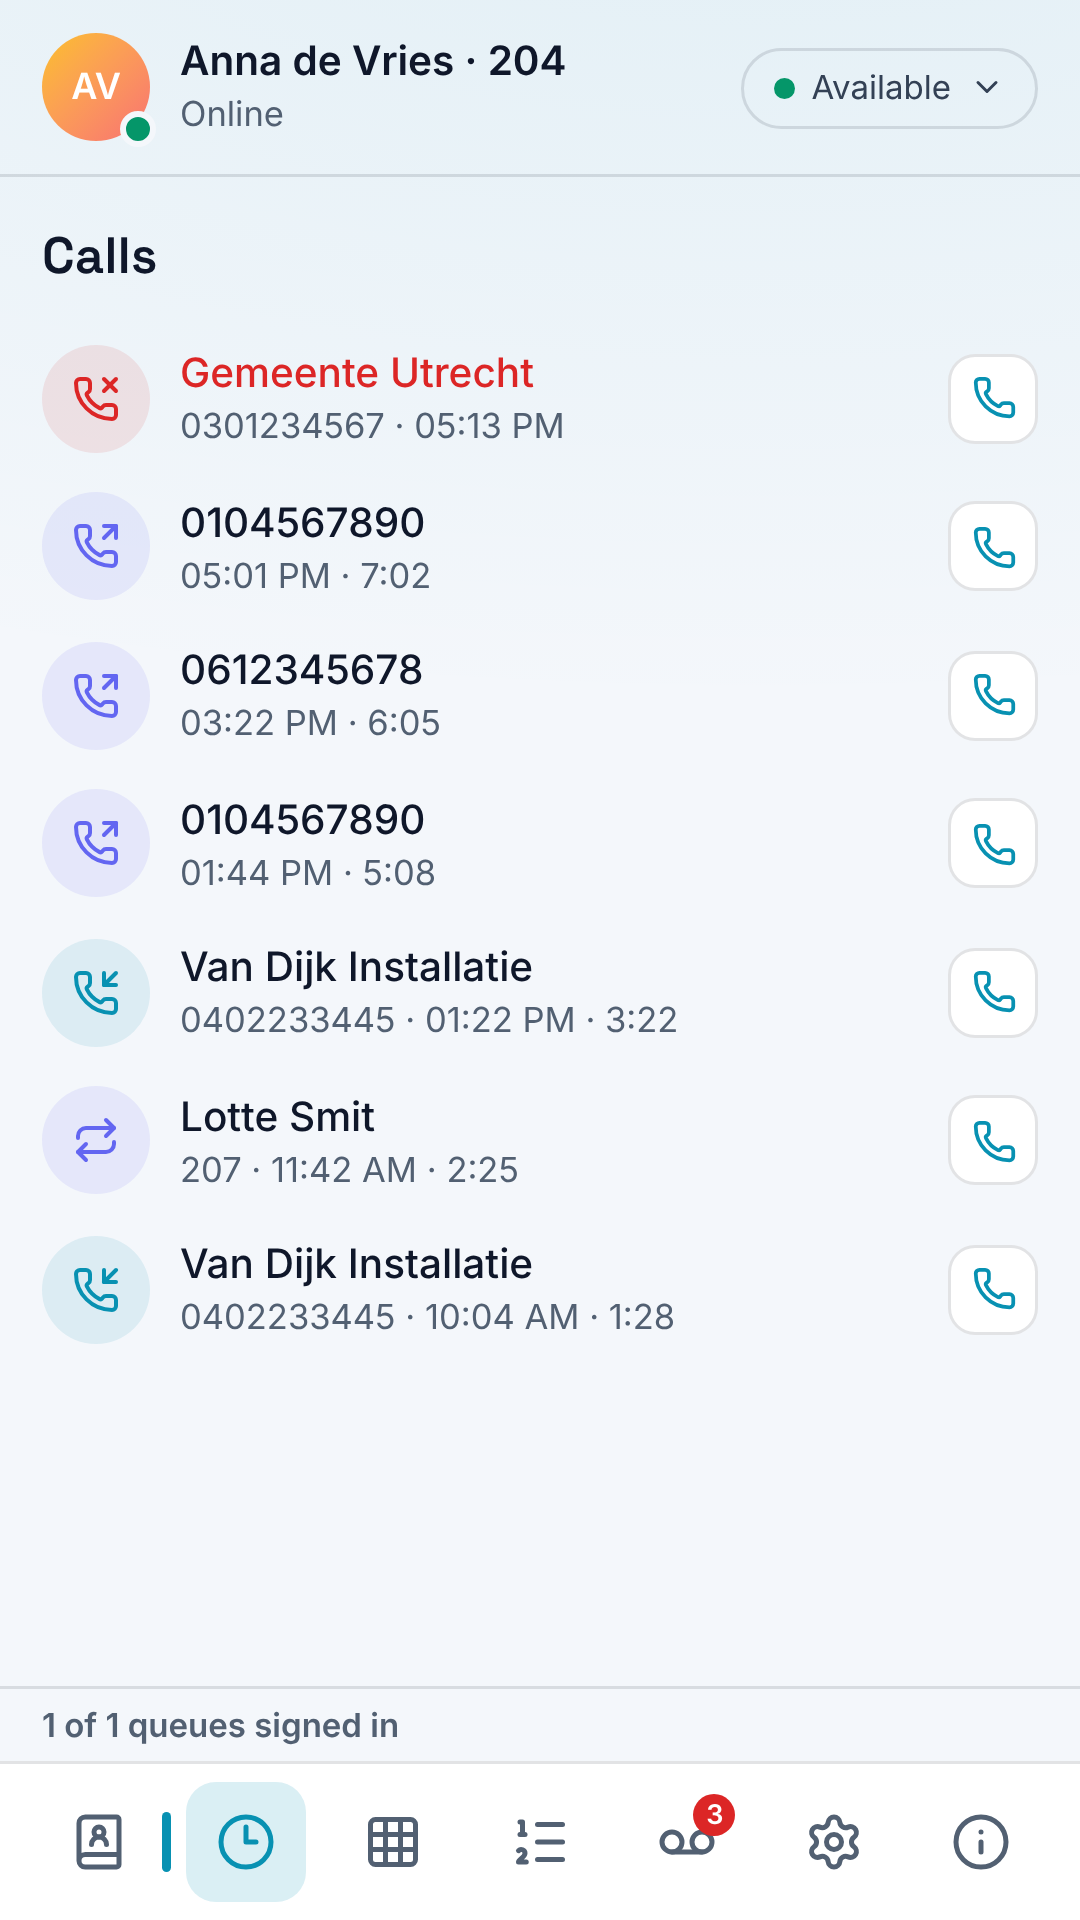 AV
Anna de Vries · 204
Online
Available
Calls
Gemeente Utrecht
0301234567 · 05:13 PM
0104567890
05:01 PM · 7:02
0612345678
03:22 PM · 6:05
0104567890
01:44 PM · 5:08
Van Dijk Installatie
0402233445 · 01:22 PM · 3:22
Lotte Smit
207 · 11:42 AM · 2:25
Van Dijk Installatie
0402233445 · 10:04 AM · 1:28
1 of 1 queues signed in
3